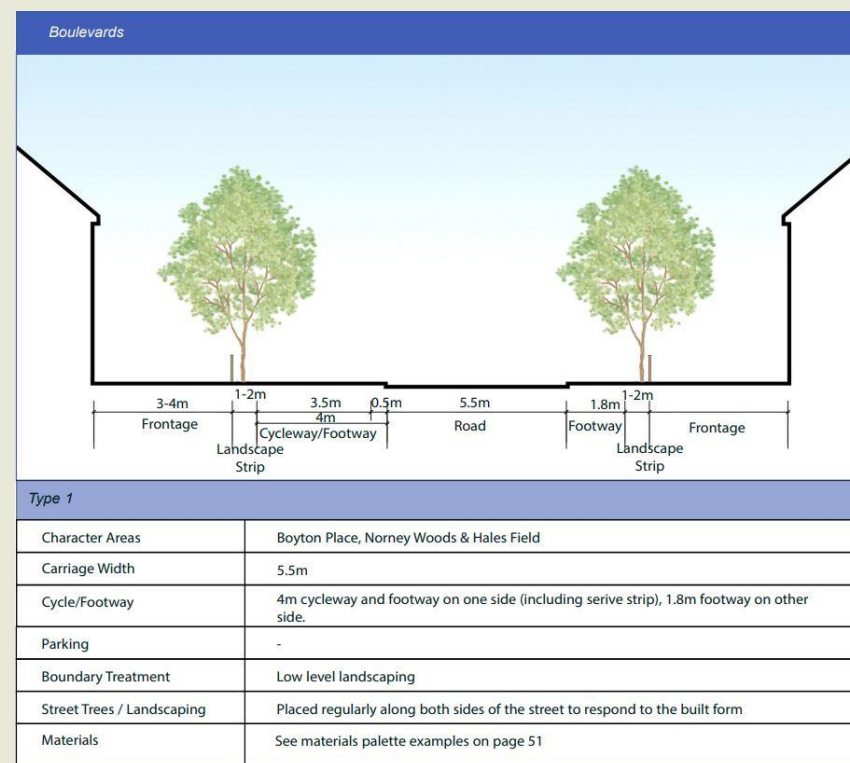 Boulevards
1-2m 1-2m
3-4m 3.5m 0.5m 5.5m 1.8m
4m
Frontage Cycleway/Footway Road Footway Frontage
Landscape Landscape
Strip Strip
Type 1
Character Areas Boyton Place, Norney Woods & Hales Field
Carriage Width 5.5m
Cycle/Footway 4m cycleway and footway on one side (including serive strip), 1.8m footway on other
side.
Parking -
Boundary Treatment Low level landscaping
Street Trees / Landscaping Placed regularly along both sides of the street to respond to the built form
Materials See materials palette examples on page 51